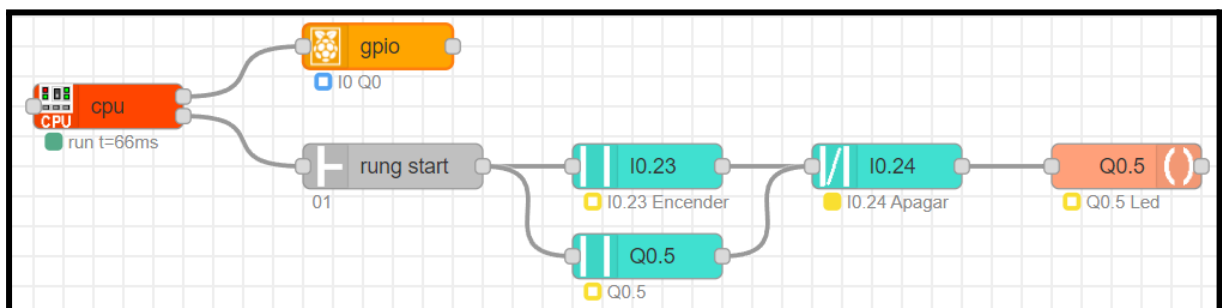 gpio
I0 Q0
cpu
CPU
run t=66ms
rung start
01
I0.23
I0.23 Encender
I0.24
I0.24 Apagar
Q0.5
Q0.5 Led
Q0.5
Q0.5